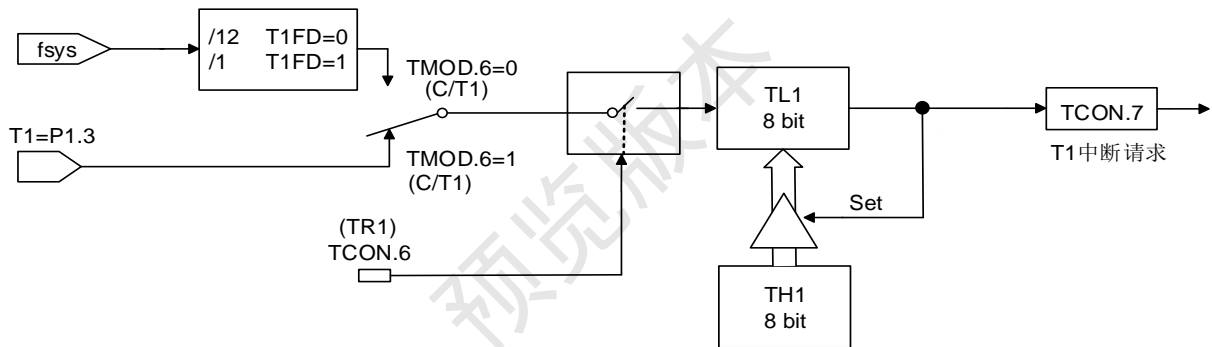 fsys
/12 T1FD=0
/1 T1FD=1
TMOD.6=0
(C/T1)
T1=P1.3
TMOD.6=1
(C/T1)
(TR1)
TCON.6
TL1
8 bit
Set
TH1
8 bit
TCON.7
T1中断请求
预览版本